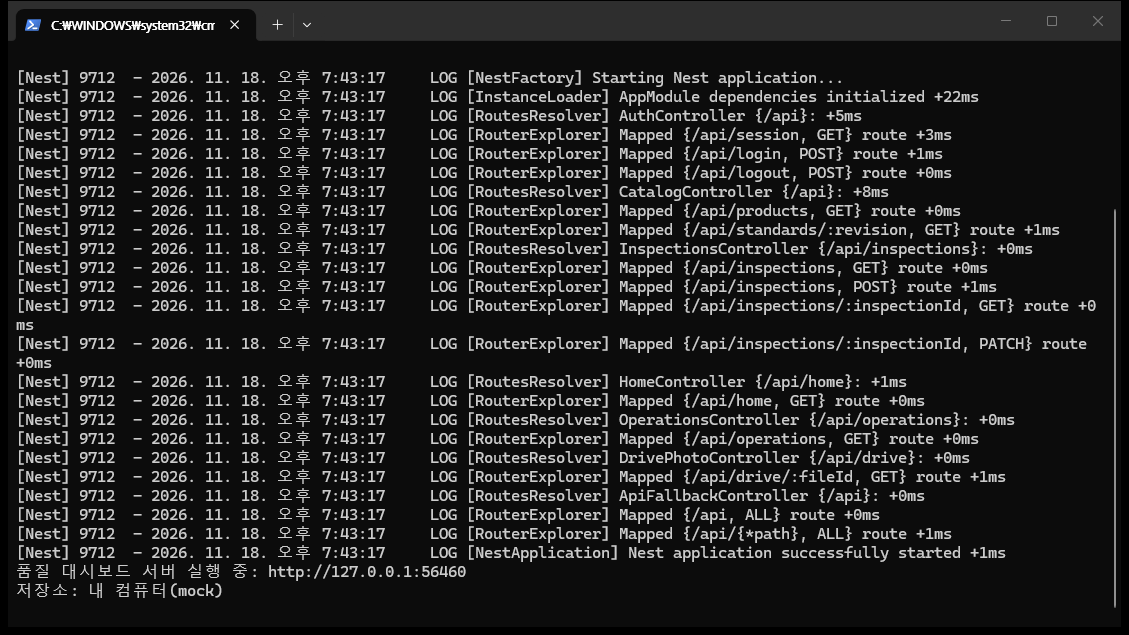 C:₩WINDOWS₩system32₩cm
[Nest] 9712  - 2026. 11. 18. 오후 7:43:17     LOG [NestFactory] Starting Nest application...
[Nest] 9712  - 2026. 11. 18. 오후 7:43:17     LOG [InstanceLoader] AppModule dependencies initialized +22ms
[Nest] 9712  - 2026. 11. 18. 오후 7:43:17     LOG [RoutesResolver] AuthController {/api}: +5ms
[Nest] 9712  - 2026. 11. 18. 오후 7:43:17     LOG [RouterExplorer] Mapped {/api/session, GET} route +3ms
[Nest] 9712  - 2026. 11. 18. 오후 7:43:17     LOG [RouterExplorer] Mapped {/api/login, POST} route +1ms
[Nest] 9712  - 2026. 11. 18. 오후 7:43:17     LOG [RouterExplorer] Mapped {/api/logout, POST} route +0ms
[Nest] 9712  - 2026. 11. 18. 오후 7:43:17     LOG [RoutesResolver] CatalogController {/api}: +8ms
[Nest] 9712  - 2026. 11. 18. 오후 7:43:17     LOG [RouterExplorer] Mapped {/api/products, GET} route +0ms
[Nest] 9712  - 2026. 11. 18. 오후 7:43:17     LOG [RouterExplorer] Mapped {/api/standards/:revision, GET} route +1ms
[Nest] 9712  - 2026. 11. 18. 오후 7:43:17     LOG [RoutesResolver] InspectionsController {/api/inspections}: +0ms
[Nest] 9712  - 2026. 11. 18. 오후 7:43:17     LOG [RouterExplorer] Mapped {/api/inspections, GET} route +0ms
[Nest] 9712  - 2026. 11. 18. 오후 7:43:17     LOG [RouterExplorer] Mapped {/api/inspections, POST} route +1ms
[Nest] 9712  - 2026. 11. 18. 오후 7:43:17     LOG [RouterExplorer] Mapped {/api/inspections/:inspectionId, GET} route +0
ms
[Nest] 9712  - 2026. 11. 18. 오후 7:43:17     LOG [RouterExplorer] Mapped {/api/inspections/:inspectionId, PATCH} route
+0ms
[Nest] 9712  - 2026. 11. 18. 오후 7:43:17     LOG [RoutesResolver] HomeController {/api/home}: +1ms
[Nest] 9712  - 2026. 11. 18. 오후 7:43:17     LOG [RouterExplorer] Mapped {/api/home, GET} route +0ms
[Nest] 9712  - 2026. 11. 18. 오후 7:43:17     LOG [RoutesResolver] OperationsController {/api/operations}: +0ms
[Nest] 9712  - 2026. 11. 18. 오후 7:43:17     LOG [RouterExplorer] Mapped {/api/operations, GET} route +0ms
[Nest] 9712  - 2026. 11. 18. 오후 7:43:17     LOG [RoutesResolver] DrivePhotoController {/api/drive}: +0ms
[Nest] 9712  - 2026. 11. 18. 오후 7:43:17     LOG [RouterExplorer] Mapped {/api/drive/:fileId, GET} route +1ms
[Nest] 9712  - 2026. 11. 18. 오후 7:43:17     LOG [RoutesResolver] ApiFallbackController {/api}: +0ms
[Nest] 9712  - 2026. 11. 18. 오후 7:43:17     LOG [RouterExplorer] Mapped {/api, ALL} route +0ms
[Nest] 9712  - 2026. 11. 18. 오후 7:43:17     LOG [RouterExplorer] Mapped {/api/{*path}, ALL} route +1ms
[Nest] 9712  - 2026. 11. 18. 오후 7:43:17     LOG [NestApplication] Nest application successfully started +1ms
품질 대시보드 서버 실행 중: http://127.0.0.1:56460
저장소: 내 컴퓨터(mock)